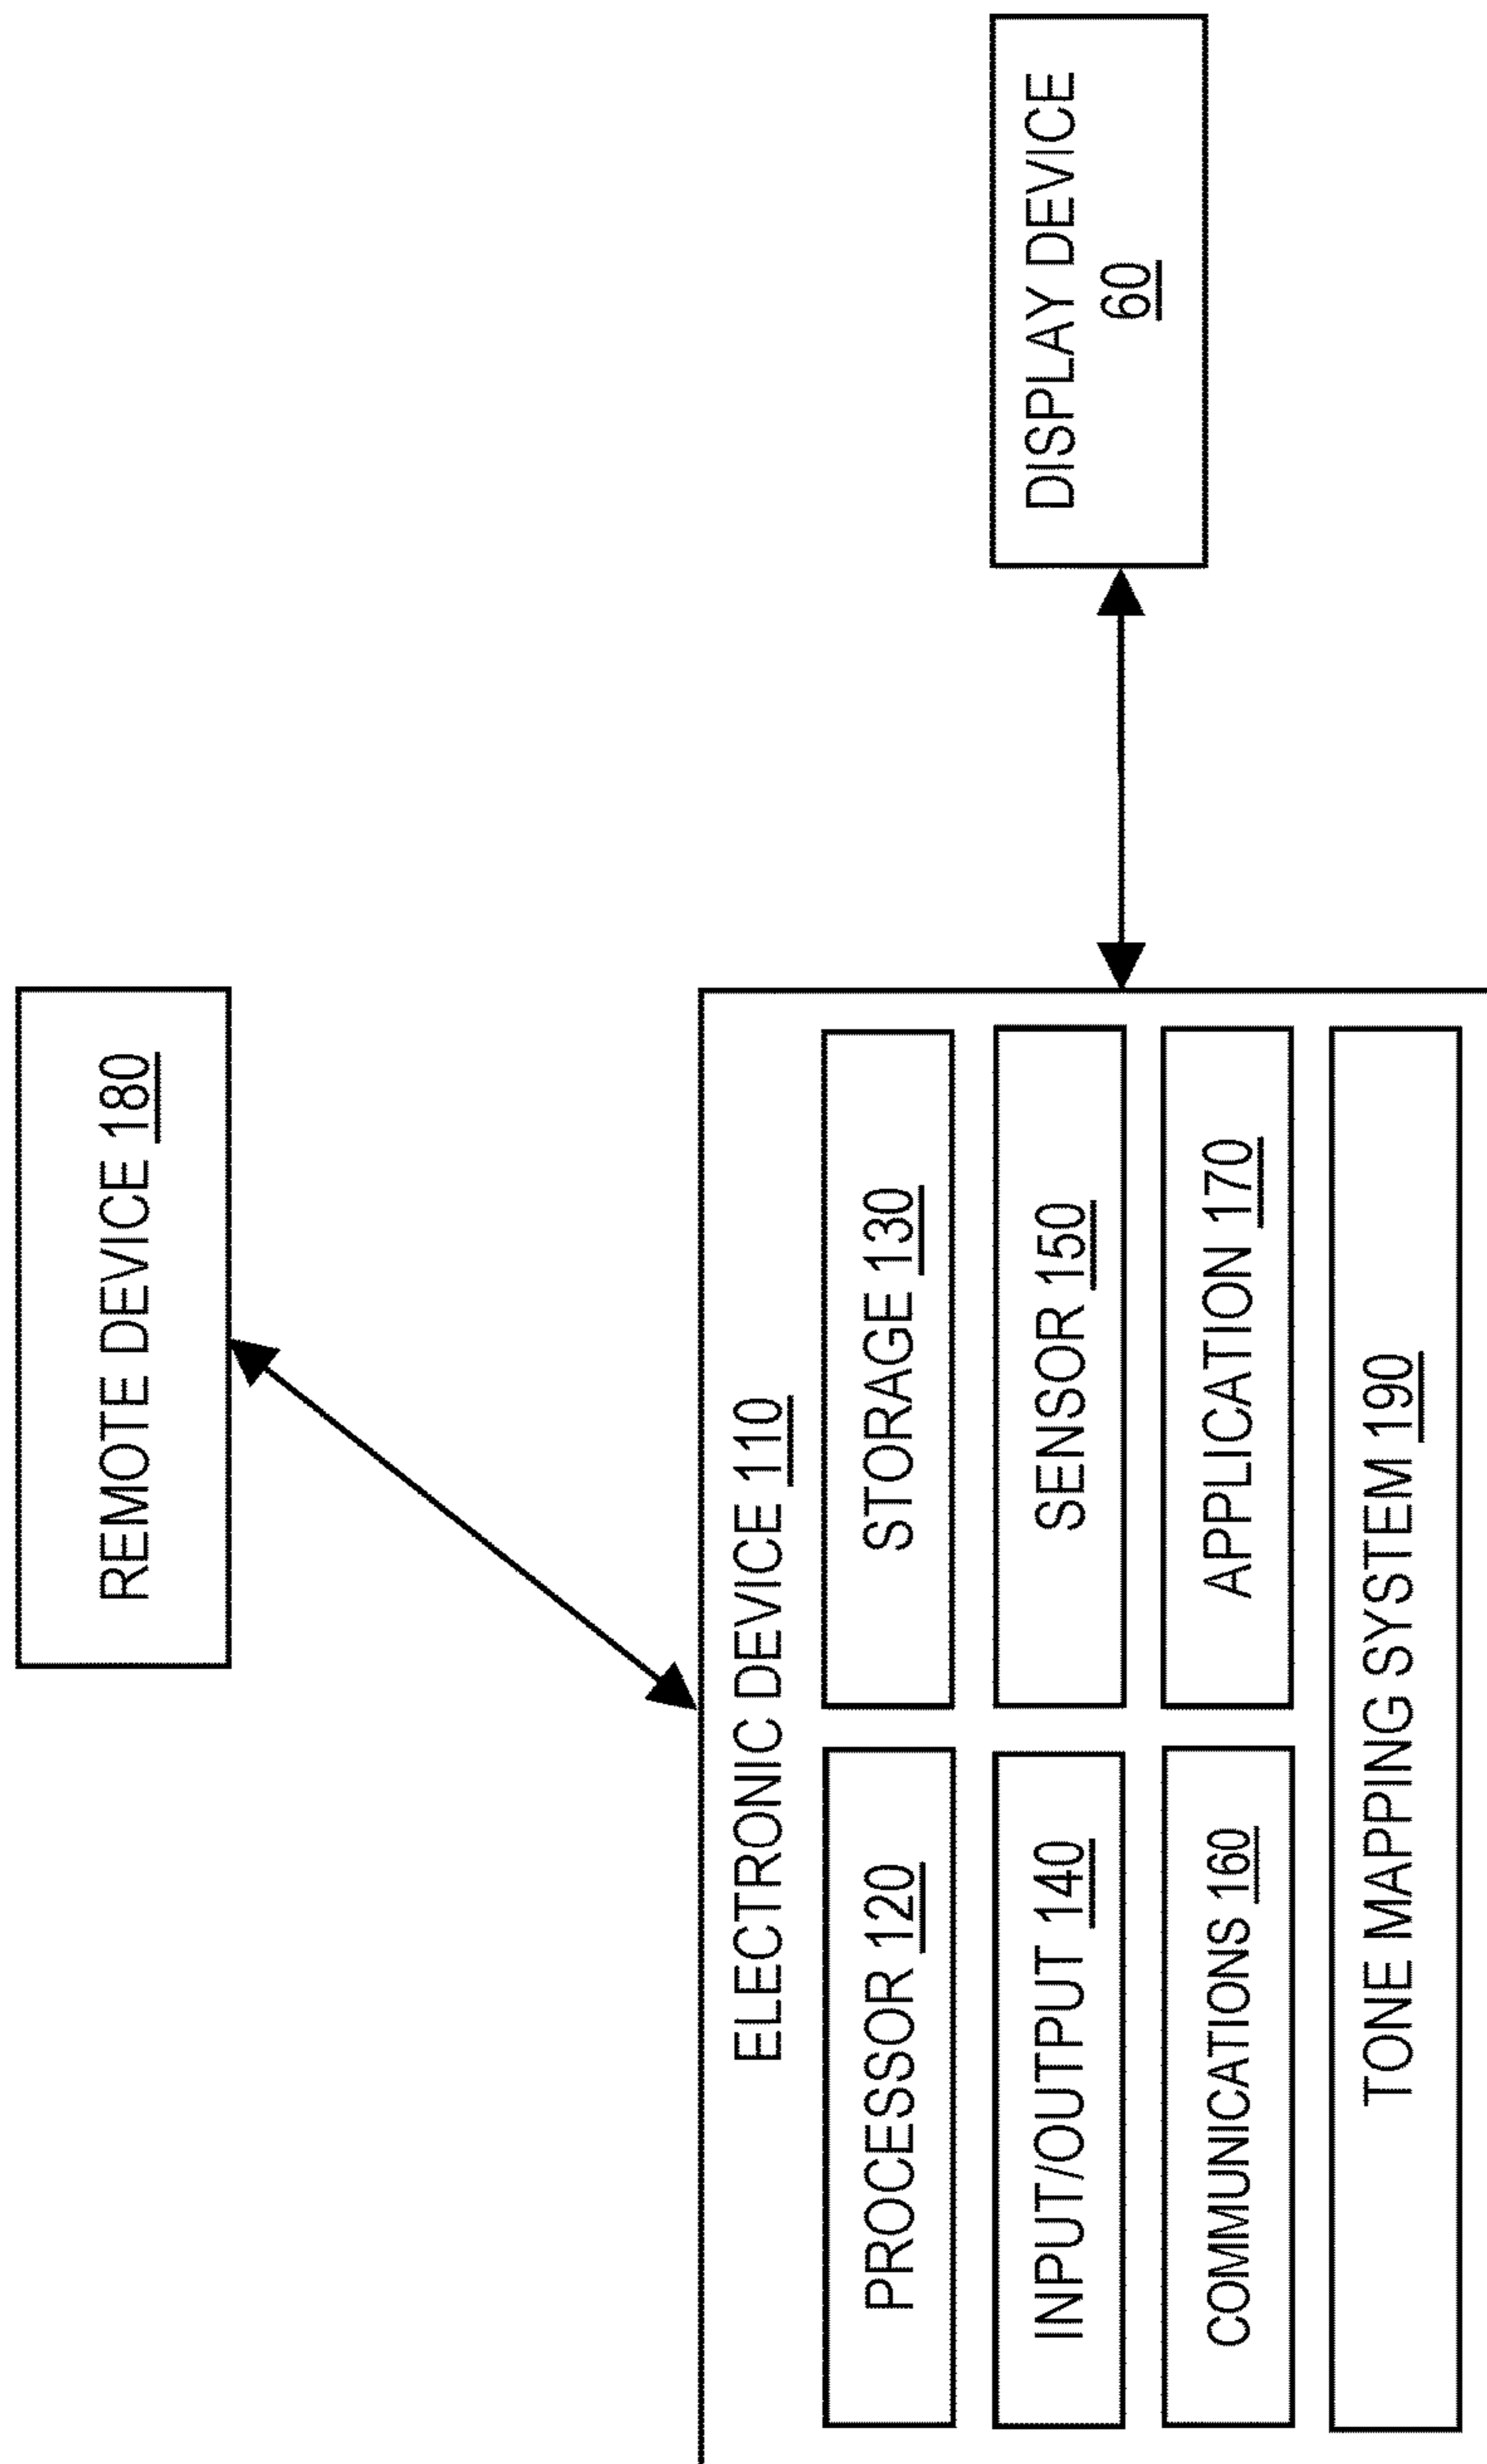 REMOTE DEVICE 180
ELECTRONIC DEVICE 110
PROCESSOR 120
STORAGE 130
INPUT/OUTPUT 140
SENSOR 150
COMMUNICATIONS 160
APPLICATION 170
TONE MAPPING SYSTEM 190
DISPLAY DEVICE
60